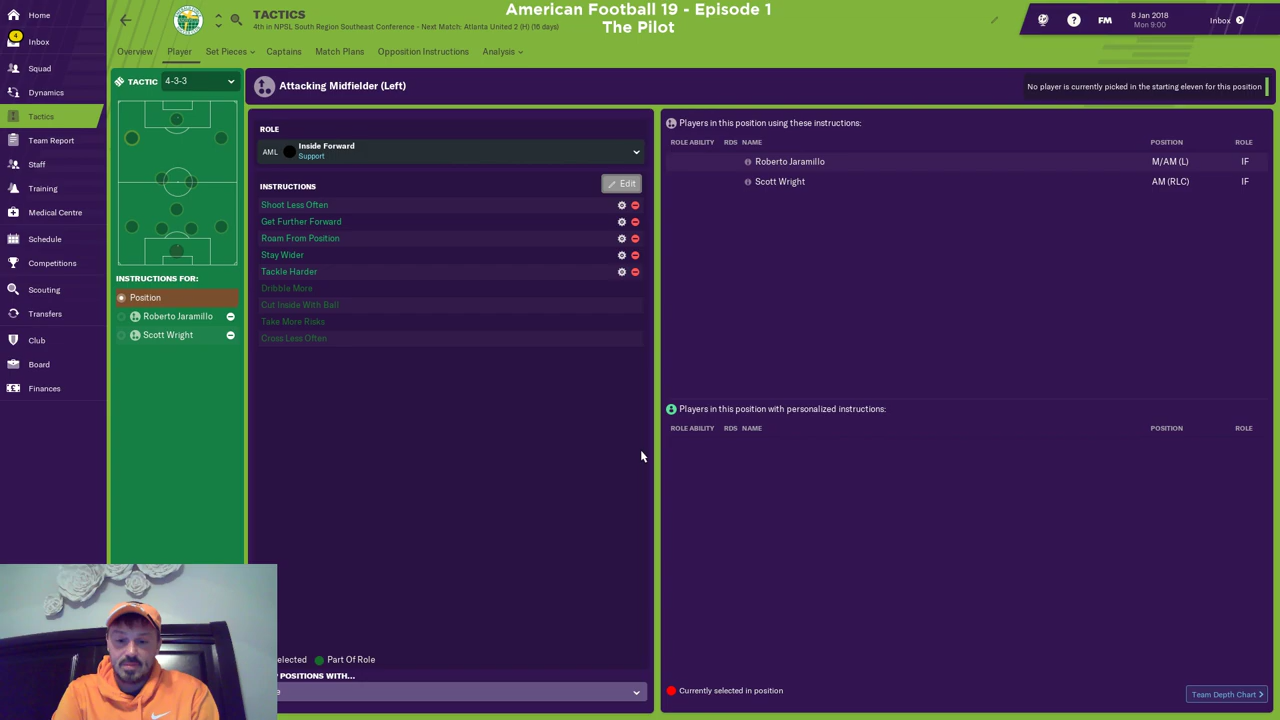 TACTICS
4th in NPSL South Region Southeast Conference - Next Match: Atlanta United 2 (H) (16 days)
American Football 19 - Episode 1
The Pilot
FM
8 Jan 2018
Mon 9:00
Inbox
Home
4
Inbox
Squad
Dynamics
Tactics
Team Report
Staff
Training
Medical Centre
Schedule
Competitions
Scouting
Transfers
Club
Board
Finances
Overview
Player
Set Pieces
Captains
Match Plans
Opposition Instructions
Analysis
TACTIC
4-3-3
INSTRUCTIONS FOR:
Position
Roberto Jaramillo
Scott Wright
Attacking Midfielder (Left)
No player is currently picked in the starting eleven for this position
ROLE
AML
Inside Forward
Support
INSTRUCTIONS
Edit
Shoot Less Often
Get Further Forward
Roam From Position
Stay Wider
Tackle Harder
Dribble More
Cut Inside With Ball
Take More Risks
Cross Less Often
Part Of Role
POSITIONS WITH...
Players in this position using these instructions:
ROLE ABILITY RDS NAME POSITION ROLE
Roberto Jaramillo M/AM (L) IF
Scott Wright AM (RLC) IF
Players in this position with personalized instructions:
ROLE ABILITY RDS NAME POSITION ROLE
Currently selected in position
Team Depth Chart